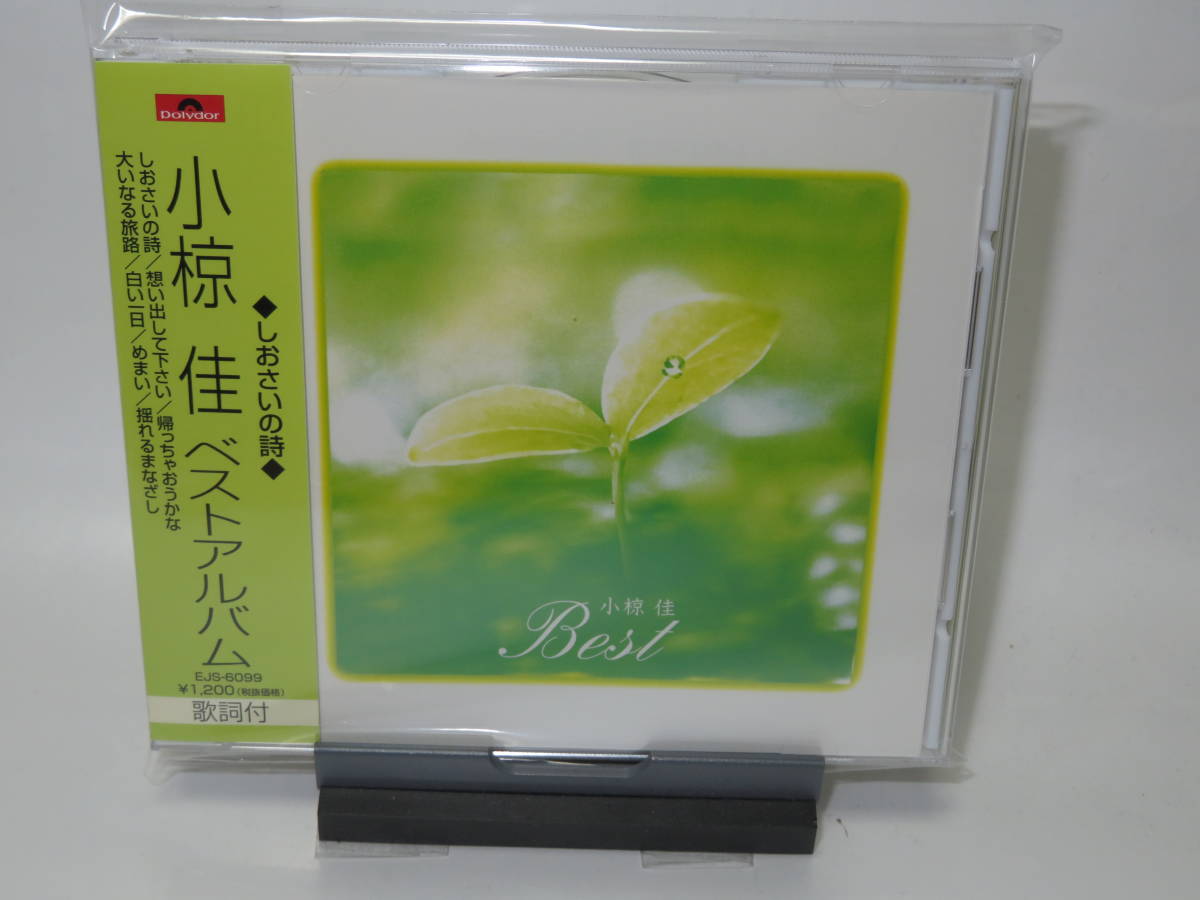 polydor
◆しおさいの詩◆
小椋 佳 ベストアルバム
しおさいの詩/想い出して下さい/帰っちゃおうかな
大いなる旅路/白い一日/めまい/揺れるまなざし
EJS-6099
¥1,200(税抜価格)
歌詞付
小椋 佳
Best